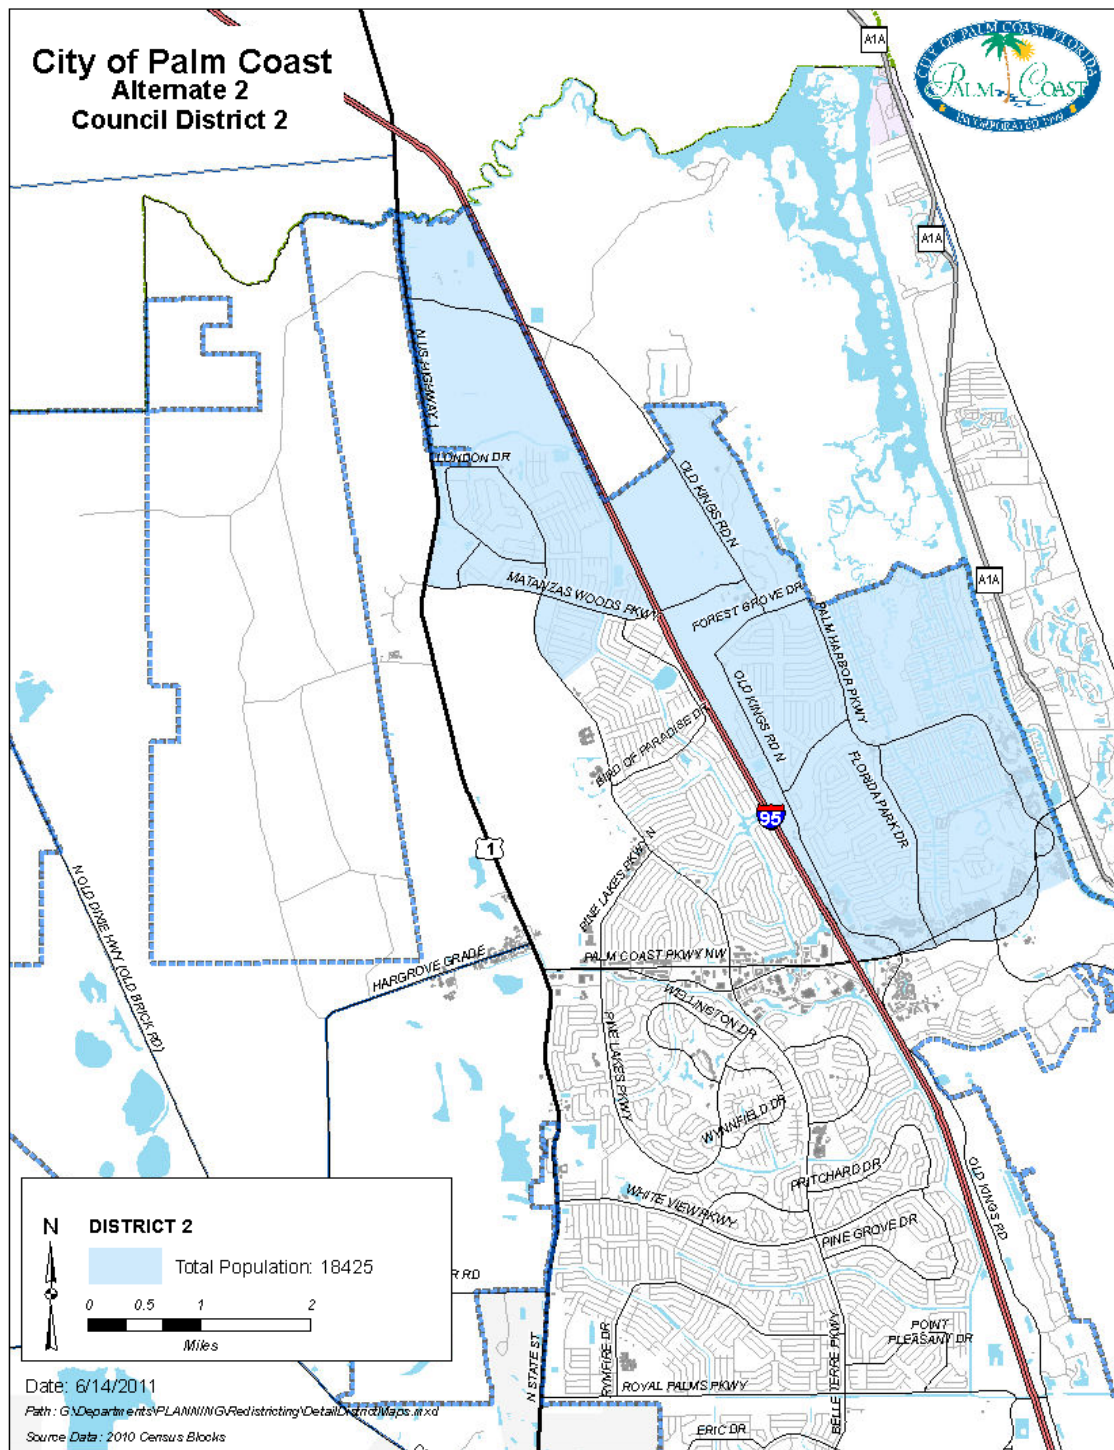 City of Palm Coast
Alternate 2
Council District 2
CITY OF PALM COAST, FLORIDA
PALM COAST
INCORPORATED 1999
A1A
A1A
N US HIGHWAY 1
LONDON DR
OLD KINGS RD N
A1A
MATANZAS WOODS PKWY
FOREST GROVE DR
PALM HARBOR PKWY
OLD KINGS RD N
BIRD OF PARADISE DR
FLORIDA PARK DR
95
1
PINE LAKES PKWY N
N OLD DIXIE HWY (OLD BRICK RD)
HARGROVE GRADE
PALM COAST PKWY NW
WELLINGTON DR
PINE LAKES PKWY
WYNNFIELD DR
PRITCHARD DR
OLD KINGS RD
WHITE VIEW PKWY
PINE GROVE DR
N
DISTRICT 2
Total Population: 18425
R RD
0 0.5 1 2
Miles
POINT
PLEASANT DR
N STATE ST
RYMFIRE DR
BELLE TERRE PKWY
ROYAL PALMS PKWY
ERIC DR
Date: 6/14/2011
Path: G:\Departments\PLANNING\Redistricting\DetailDistrictMaps.mxd
Source Data: 2010 Census Blocks